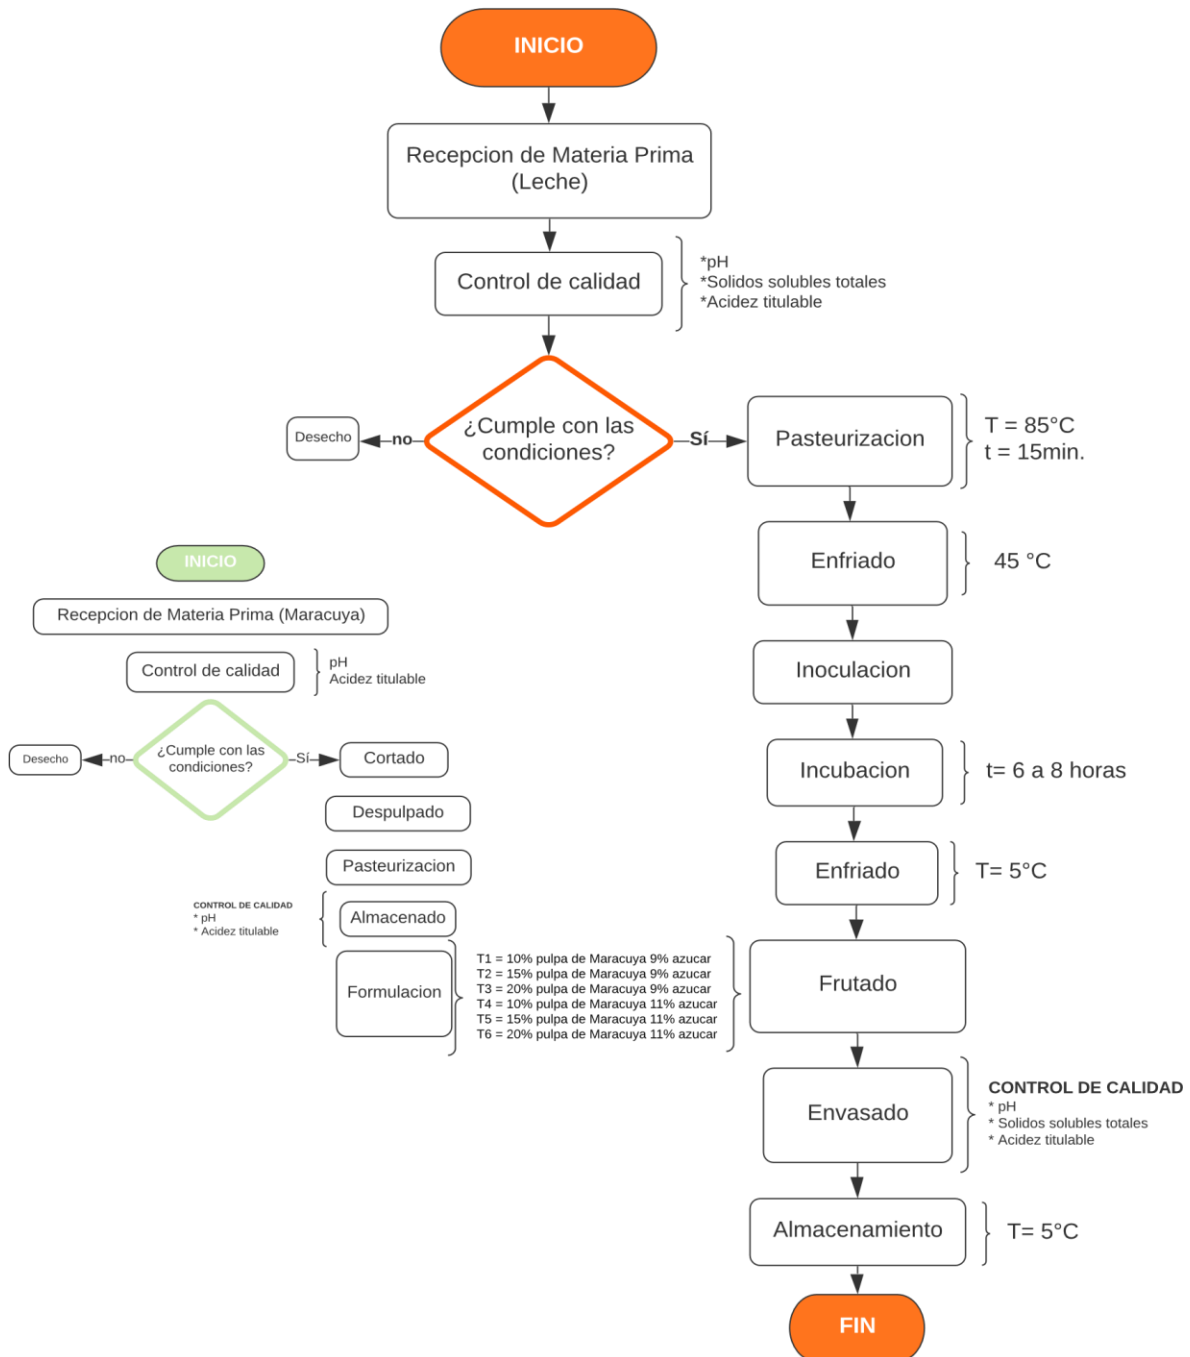 INICIO
Recepcion de Materia Prima
(Leche)
Control de calidad
*pH
*Solidos solubles totales
*Acidez titulable
¿Cumple con las
condiciones?
no
Desecho
Sí
Pasteurizacion
T = 85°C
t = 15min.
Enfriado
45 °C
Inoculacion
Incubacion
t= 6 a 8 horas
Enfriado
T= 5°C
INICIO
Recepcion de Materia Prima (Maracuya)
Control de calidad
pH
Acidez titulable
¿Cumple con las
condiciones?
no
Desecho
Sí
Cortado
Despulpado
Pasteurizacion
CONTROL DE CALIDAD
* pH
* Acidez titulable
Almacenado
Formulacion
T1 = 10% pulpa de Maracuya 9% azucar
T2 = 15% pulpa de Maracuya 9% azucar
T3 = 20% pulpa de Maracuya 9% azucar
T4 = 10% pulpa de Maracuya 11% azucar
T5 = 15% pulpa de Maracuya 11% azucar
T6 = 20% pulpa de Maracuya 11% azucar
Frutado
Envasado
CONTROL DE CALIDAD
* pH
* Solidos solubles totales
* Acidez titulable
Almacenamiento
T= 5°C
FIN